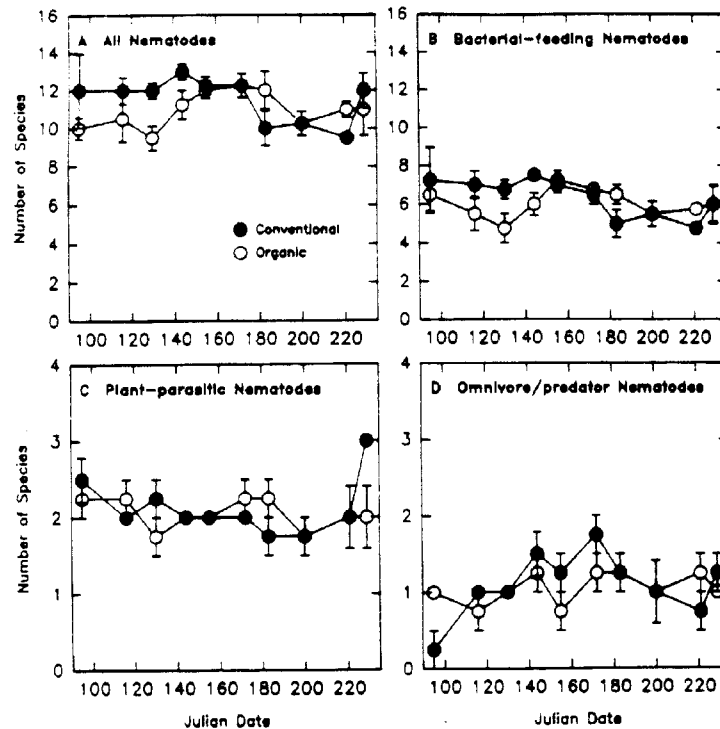 A All Nematodes
16
14
12
10
8
6
4
2
0
Number of Species
Conventional
Organic
100 120 140 160 180 200 220
B Bacterial-feeding Nematodes
16
14
12
10
8
6
4
2
0
100 120 140 160 180 200 220
C Plant-parasitic Nematodes
4
3
2
1
0
Number of Species
100 120 140 160 180 200 220
Julian Date
D Omnivore/predator Nematodes
4
3
2
1
0
100 120 140 160 180 200 220
Julian Date